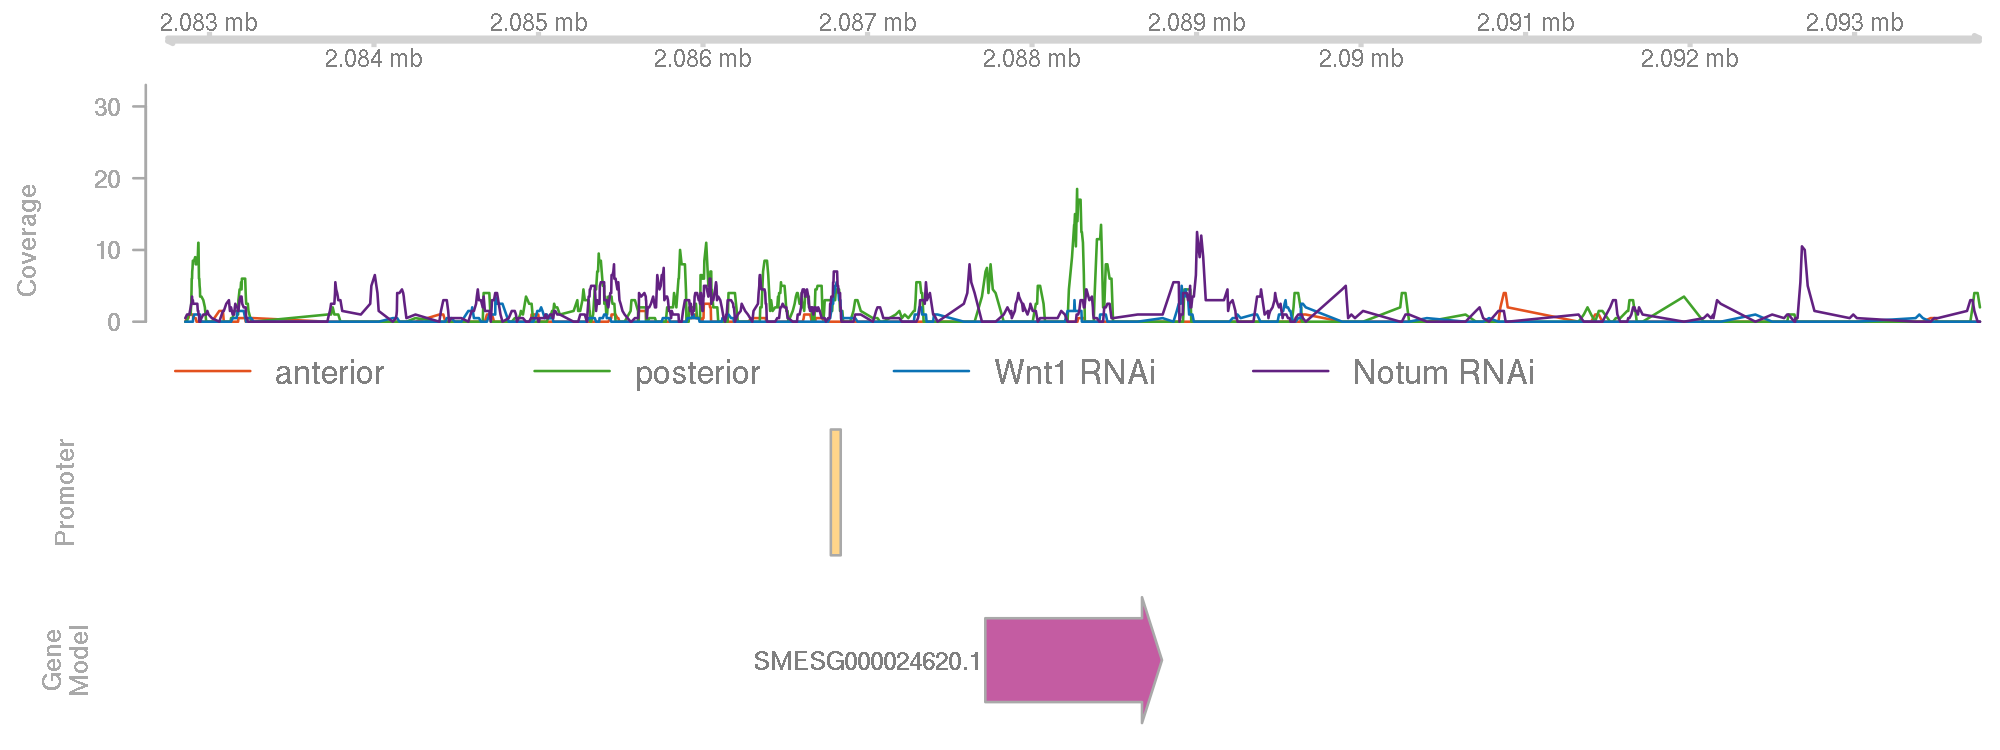 2.083 mb 2.085 mb 2.087 mb 2.089 mb 2.091 mb 2.093 mb
2.084 mb 2.086 mb 2.088 mb 2.09 mb 2.092 mb
Coverage
30
20
10
0
anterior posterior Wnt1 RNAi Notum RNAi
Promoter
Gene
Model
SMESG000024620.1